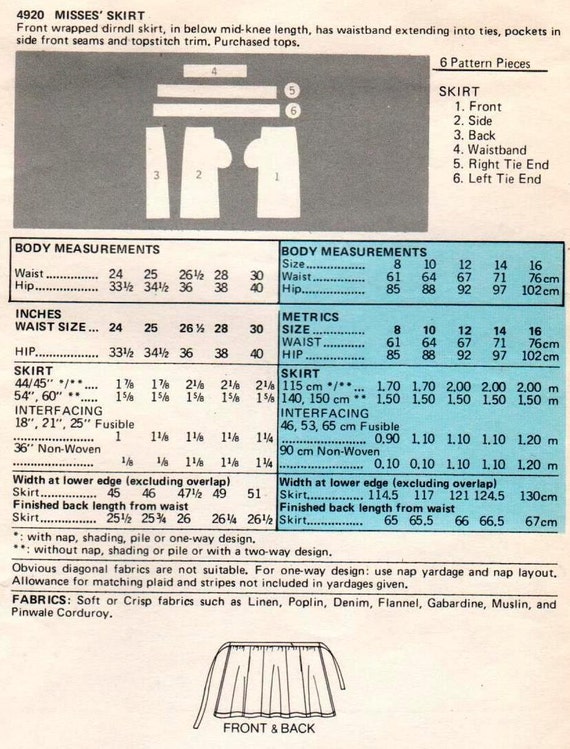 4920 MISSES' SKIRT
Front wrapped dirndl skirt, in below mid-knee length, has waistband extending into ties, pockets in
side front seams and topstitch trim. Purchased tops.
4
5
6
3 2 1
6 Pattern Pieces
SKIRT
1. Front
2. Side
3. Back
4. Waistband
5. Right Tie End
6. Left Tie End
BODY MEASUREMENTS
Waist ............... 24 25 26½ 28 30
Hip .................. 33½ 34½ 36 38 40
INCHES
WAIST SIZE ... 24 25 26 ½ 28 30
HIP .................. 33½ 34½ 36 38 40
SKIRT
44/45" */** .... 1⅞ 1⅞ 2⅛ 2⅛ 2⅛
54", 60" ** ..... 1⅝ 1⅝ 1⅝ 1⅝ 1⅝
INTERFACING
18", 21", 25" Fusible
........................ 1 1⅛ 1⅛ 1⅛ 1¼
36" Non-Woven
........................ ⅛ ⅛ 1⅛ 1⅛ 1¼
Width at lower edge (excluding overlap)
Skirt ................ 45 46 47½ 49 51
Finished back length from waist
Skirt ................ 25½ 25¾ 26 26¼ 26½
BODY MEASUREMENTS
Size .................. 8 10 12 14 16
Waist ................ 61 64 67 71 76cm
Hip .................. 85 88 92 97 102cm
METRICS
SIZE ................ 8 10 12 14 16
WAIST ............. 61 64 67 71 76cm
HIP .................. 85 88 92 97 102cm
SKIRT
115 cm */** ... 1,70 1,70 2,00 2,00 2,00 m
140, 150 cm ** 1,50 1,50 1,50 1,50 1,50 m
INTERFACING
46, 53, 65 cm Fusible
........................ 0,90 1,10 1,10 1,10 1,20 m
90 cm Non-Woven
........................ 0,10 0,10 1,10 1,10 1,20 m
Width at lower edge (excluding overlap)
Skirt ................ 114,5 117 121 124,5 130cm
Finished back length from waist
Skirt ................ 65 65,5 66 66,5 67cm
*: with nap, shading, pile or one-way design.
**: without nap, shading or pile or with a two-way design.
Obvious diagonal fabrics are not suitable. For one-way design: use nap yardage and nap layout.
Allowance for matching plaid and stripes not included in yardages given.
FABRICS: Soft or Crisp fabrics such as Linen, Poplin, Denim, Flannel, Gabardine, Muslin, and
Pinwale Corduroy.
FRONT & BACK